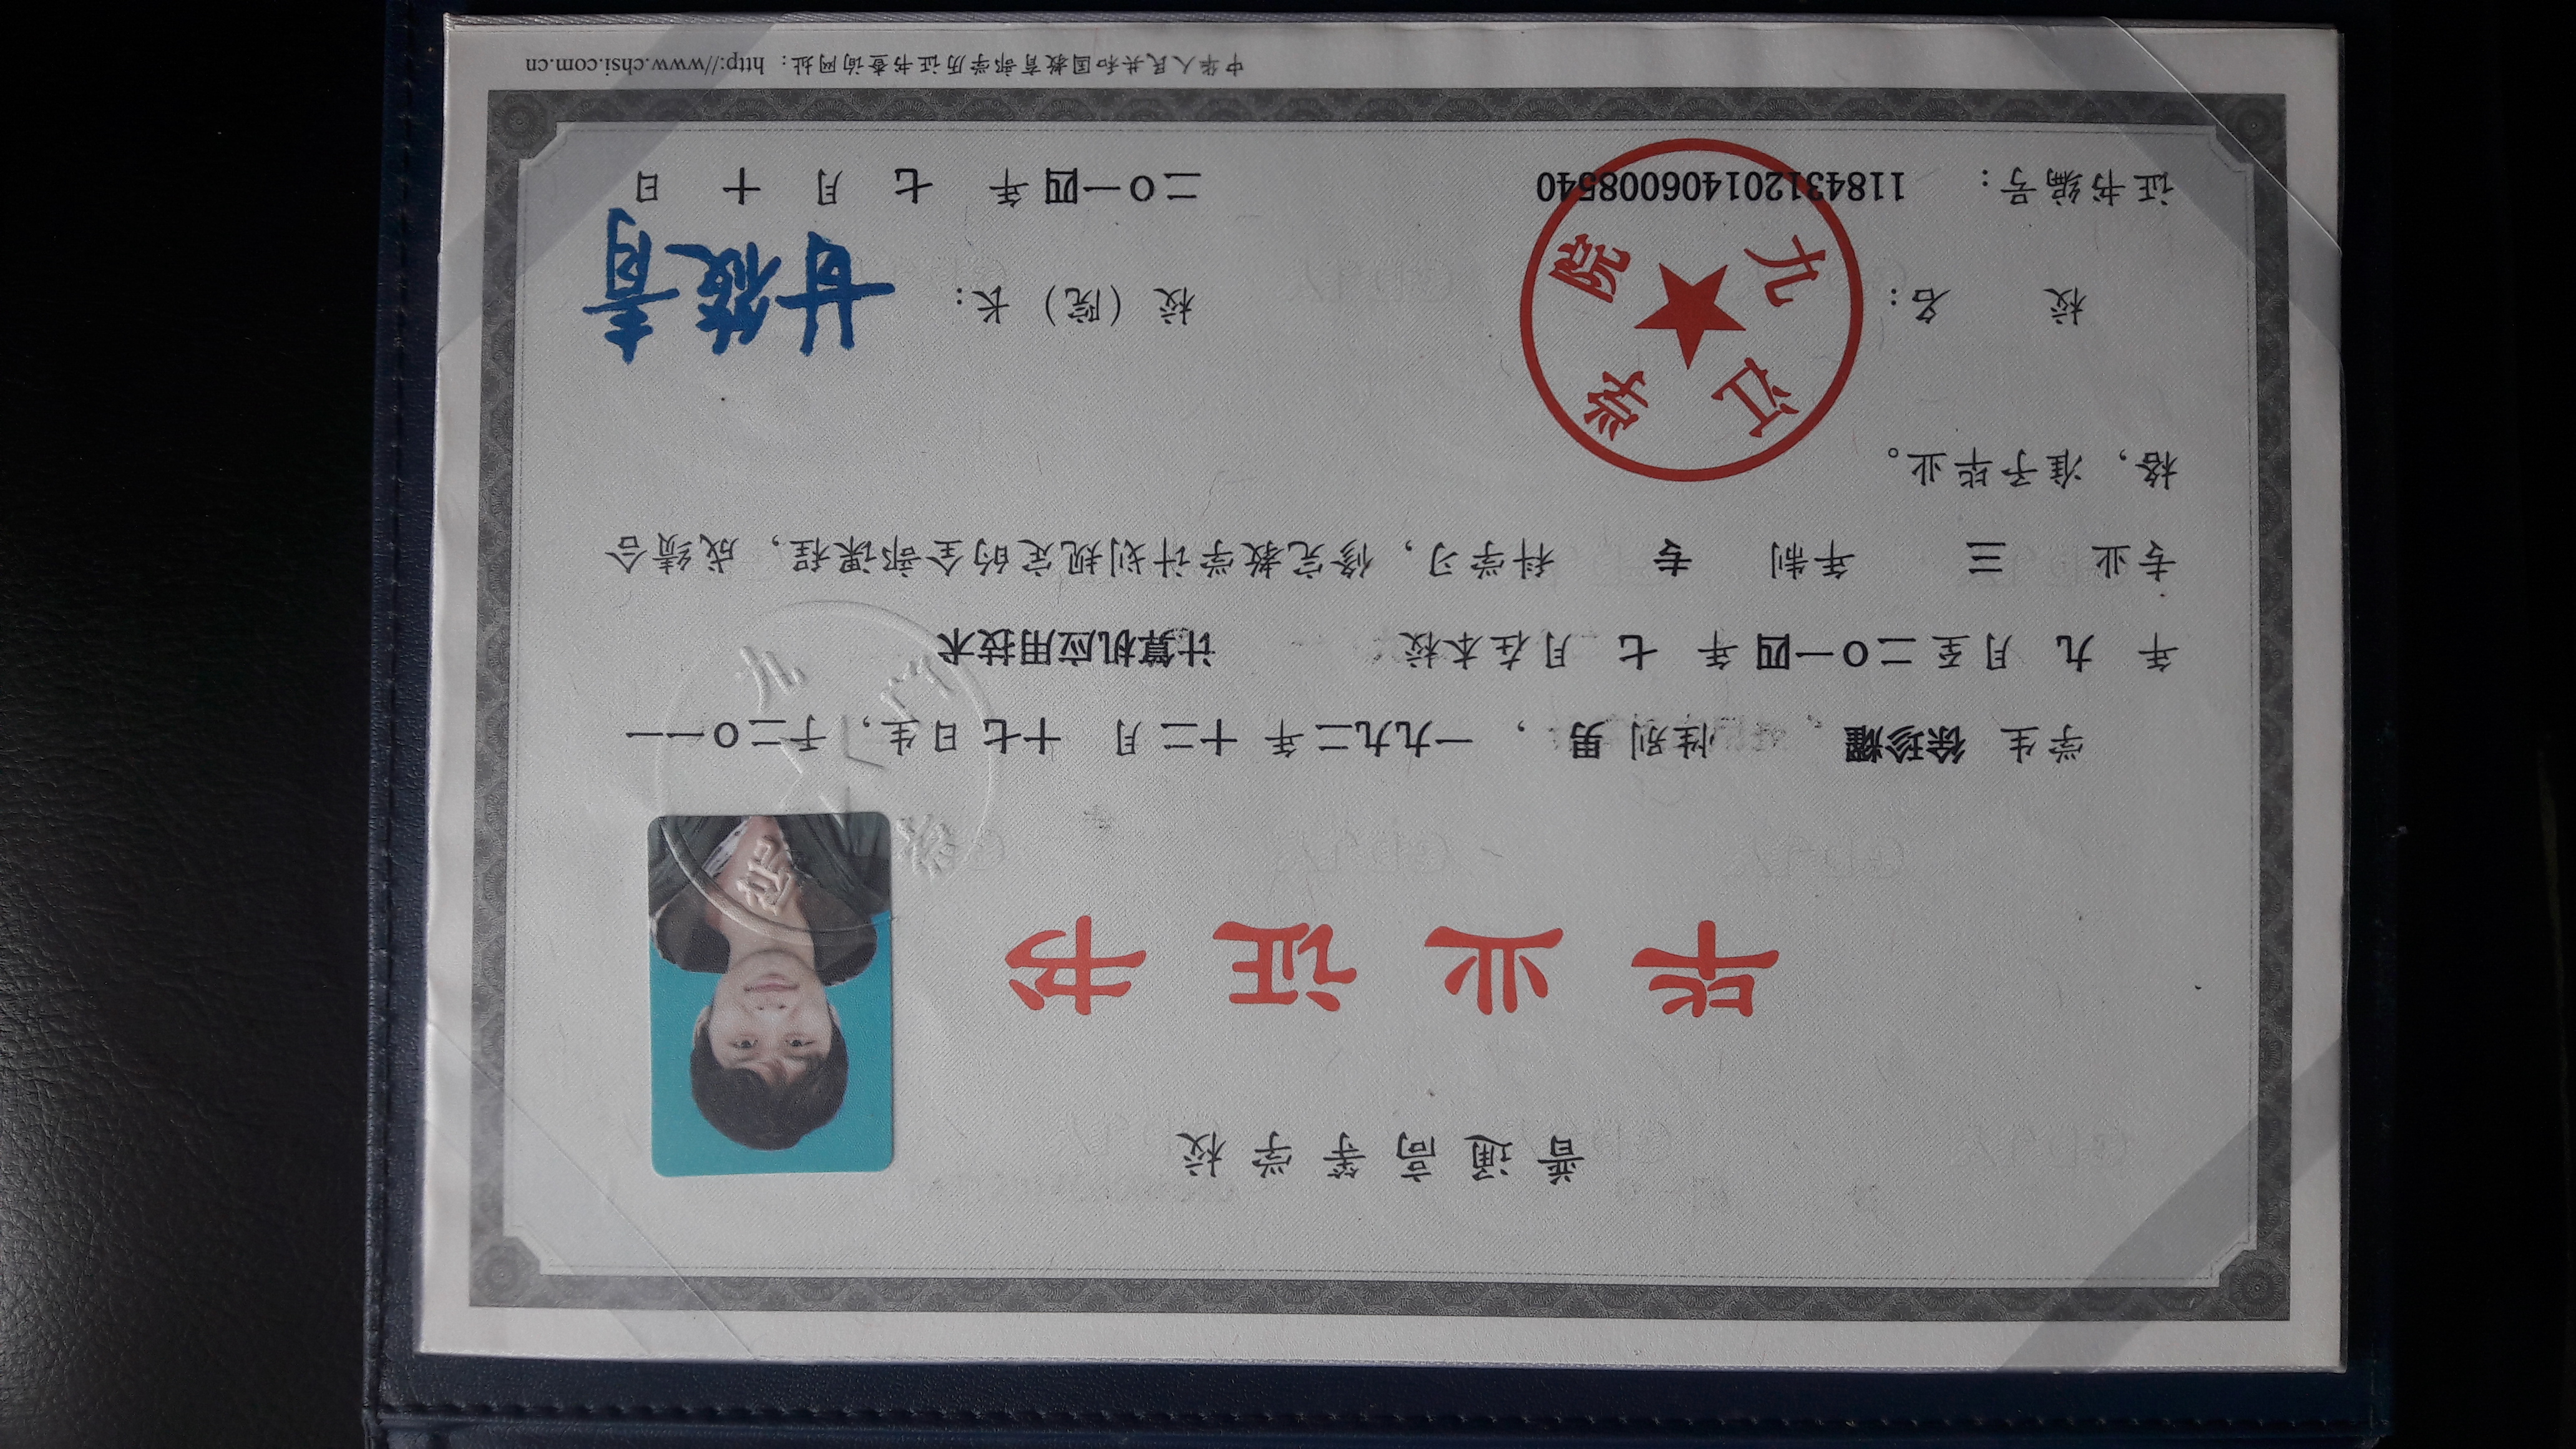 普通高等学校
毕业证书
学生 徐珍耀 , 性别 男 , 一九九二年 十二月 十七日生, 于二〇一一
年 九 月至二〇一四年 七 月在本校 计算机应用技术
专业 三 年制 专 科学习, 修完教学计划规定的全部课程, 成绩合
格, 准予毕业。
九江学院
校 名:
校（院）长: 甘筱青
证书编号: 118431201406008540
二〇一四年 七 月 十 日
中华人民共和国教育部学历证书查询网址: http://www.chsi.com.cn